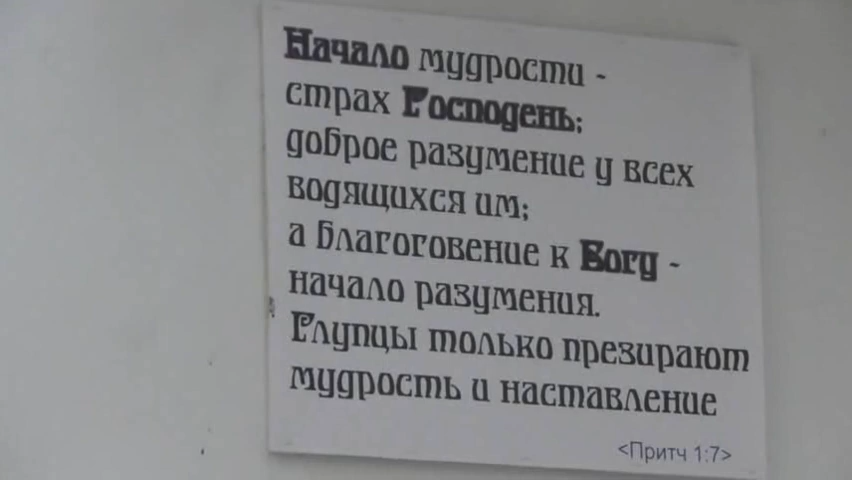 Начало мудрости -
страх Господень;
доброе разумение у всех
водящихся им;
а благоговение к Богу -
начало разумения.
Глупцы только презирают
мудрость и наставление
<Притч 1:7>